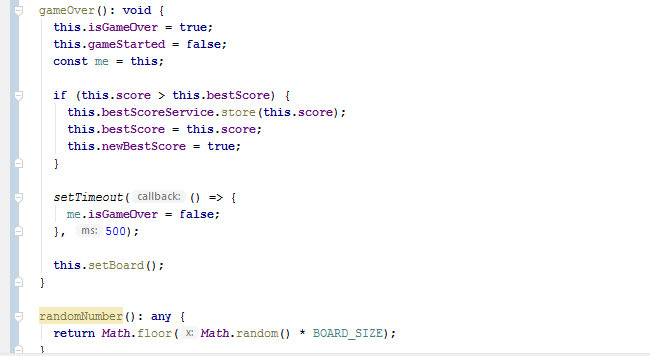 gameOver(): void {
this.isGameOver = true;
this.gameStarted = false;
const me = this;
if (this.score > this.bestScore) {
this.bestScoreService.store(this.score);
this.bestScore = this.score;
this.newBestScore = true;
}
setTimeout( callback: () => {
me.isGameOver = false;
}, ms: 500);
this.setBoard();
}
randomNumber(): any {
return Math.floor( x: Math.random() * BOARD_SIZE);
}